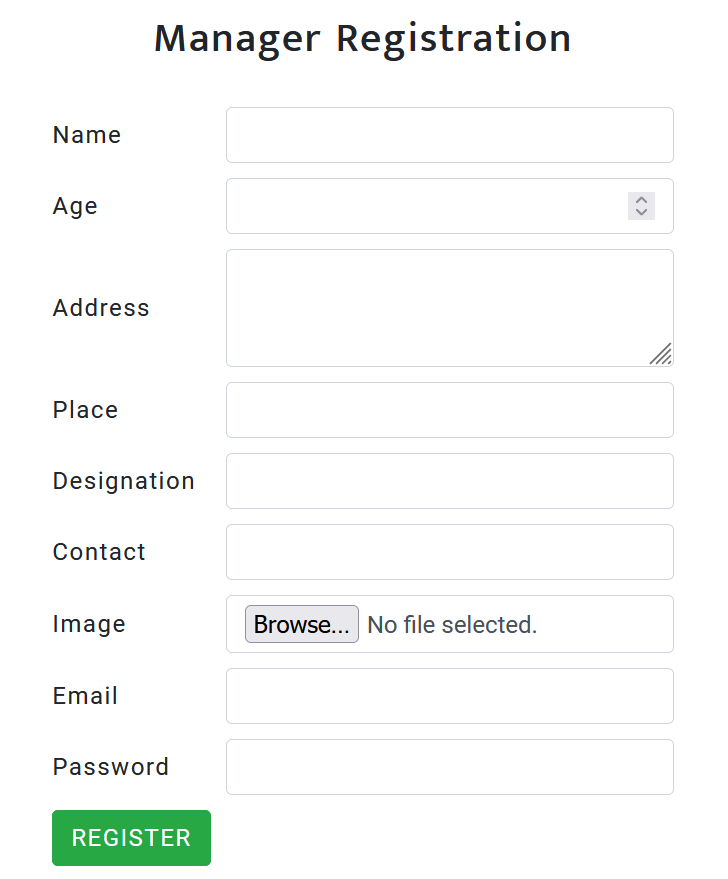 Manager Registration
Name
Age
Address
Place
Designation
Contact
Image Browse... No file selected.
Email
Password
REGISTER